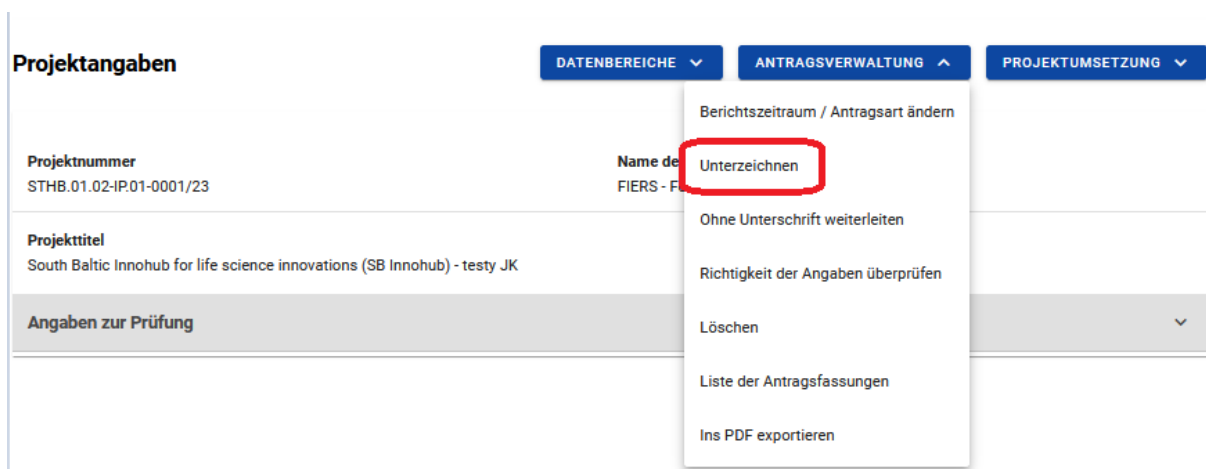 Projektangaben
DATENBEREICHE
ANTRAGSVERWALTUNG
PROJEKTUMSETZUNG
Berichtszeitraum / Antragsart ändern
Unterzeichnen
Ohne Unterschrift weiterleiten
Richtigkeit der Angaben überprüfen
Löschen
Liste der Antragsfassungen
Ins PDF exportieren
Projektnummer
STHB.01.02-IP.01-0001/23
Name
FIERS -
Projekttitel
South Baltic Innohub for life science innovations (SB Innohub) - testy JK
Angaben zur Prüfung